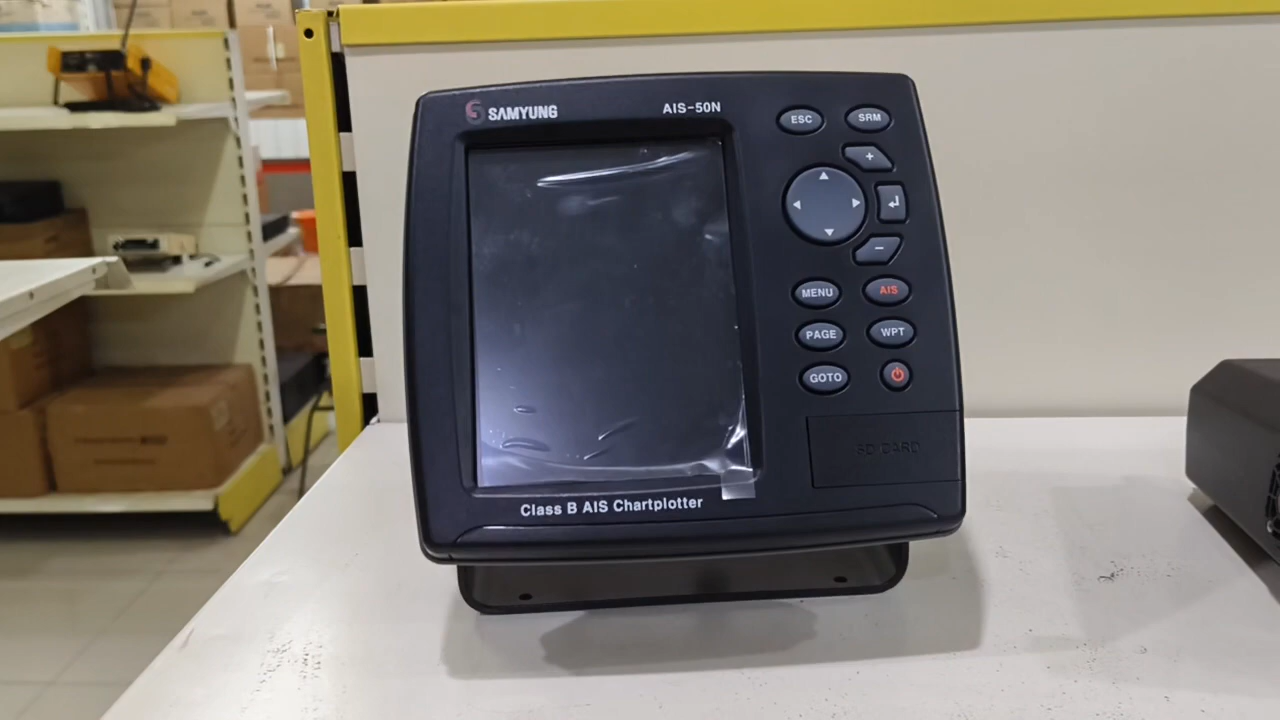 SAMYUNG AIS-50N
ESC SRM
+
-
MENU AIS
PAGE WPT
GOTO
SD CARD
Class B AIS Chartplotter